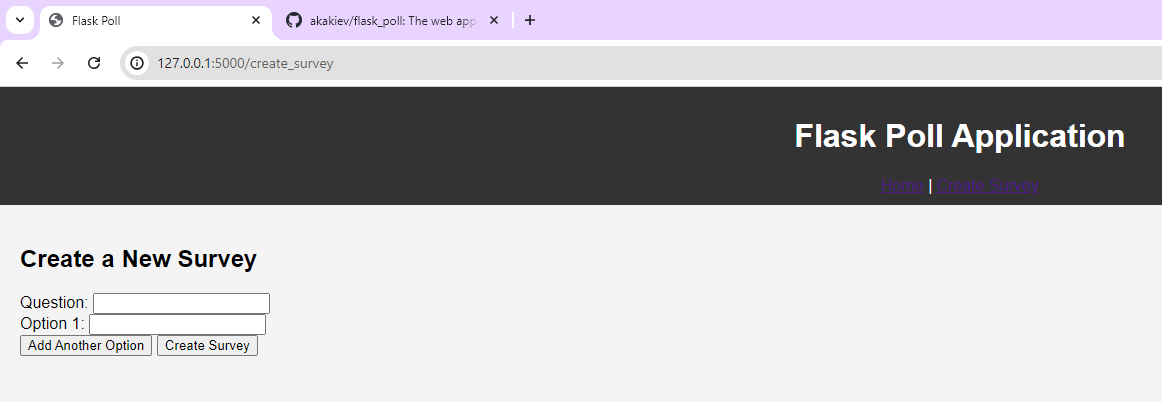 Flask Poll
akakiev/flask_poll: The web app
127.0.0.1:5000/create_survey
Flask Poll Application
Home | Create Survey
Create a New Survey
Question:
Option 1:
Add Another Option Create Survey